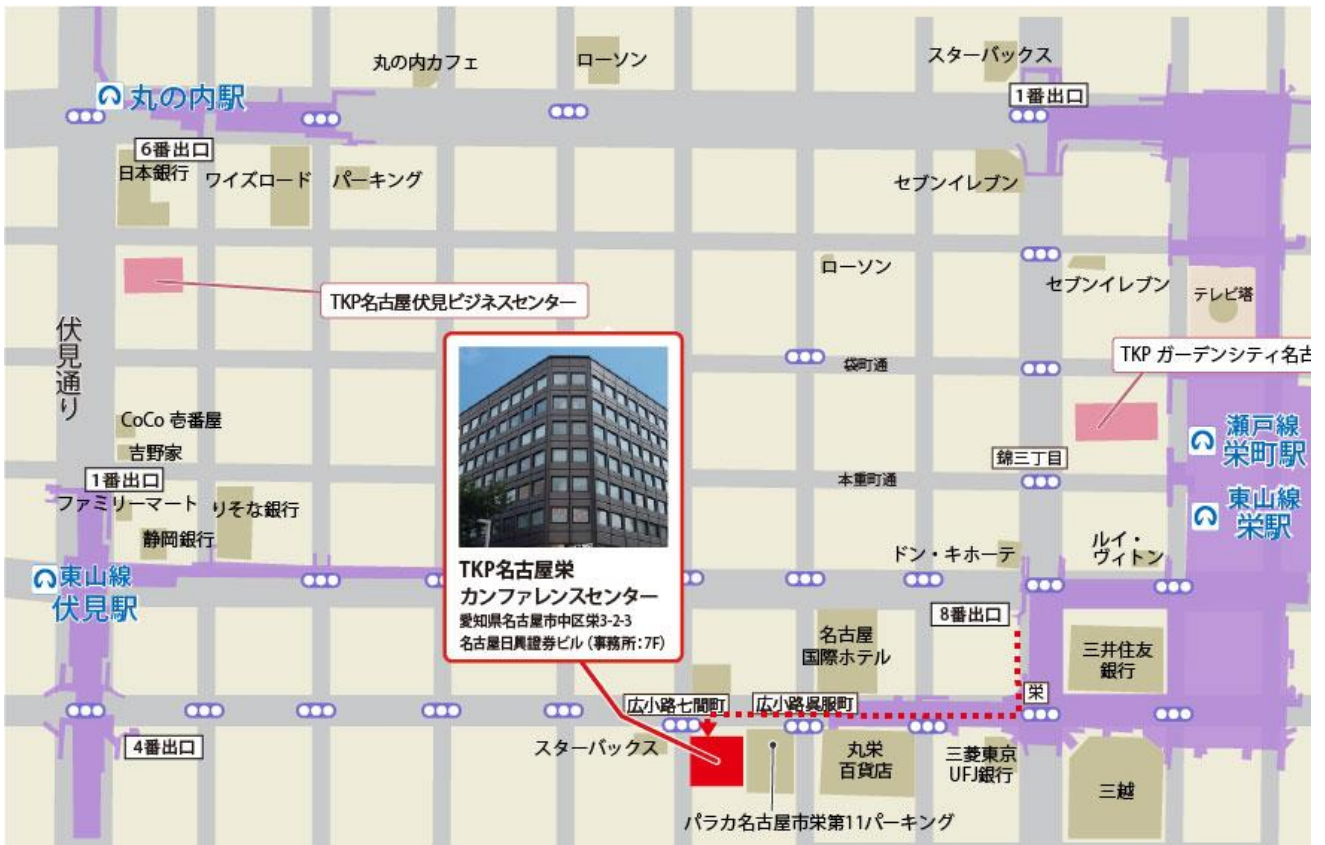 丸の内カフェ
ローソン
スターバックス
丸の内駅
1番出口
6番出口
日本銀行
ワイズロード
パーキング
セブンイレブン
ローソン
セブンイレブン
テレビ塔
TKP名古屋伏見ビジネスセンター
伏見通り
TKP ガーデンシティ名古
袋町通
CoCo 壱番屋
吉野家
瀬戸線
栄町駅
錦三丁目
1番出口
本重町通
ファミリーマート
りそな銀行
東山線
栄駅
静岡銀行
ドン・キホーテ
ルイ・
ヴィトン
東山線
伏見駅
TKP名古屋栄
カンファレンスセンター
愛知県名古屋市中区栄3-2-3
名古屋日興證券ビル（事務所：7F）
8番出口
名古屋
国際ホテル
三井住友
銀行
広小路七間町
広小路呉服町
栄
4番出口
スターバックス
丸栄
百貨店
三菱東京
UFJ銀行
三越
パラカ名古屋市栄第11パーキング